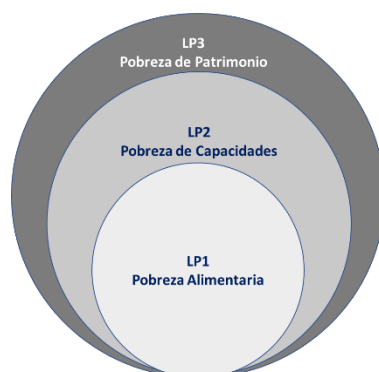 LP3
Pobreza de Patrimonio
LP2
Pobreza de Capacidades
LP1
Pobreza Alimentaria